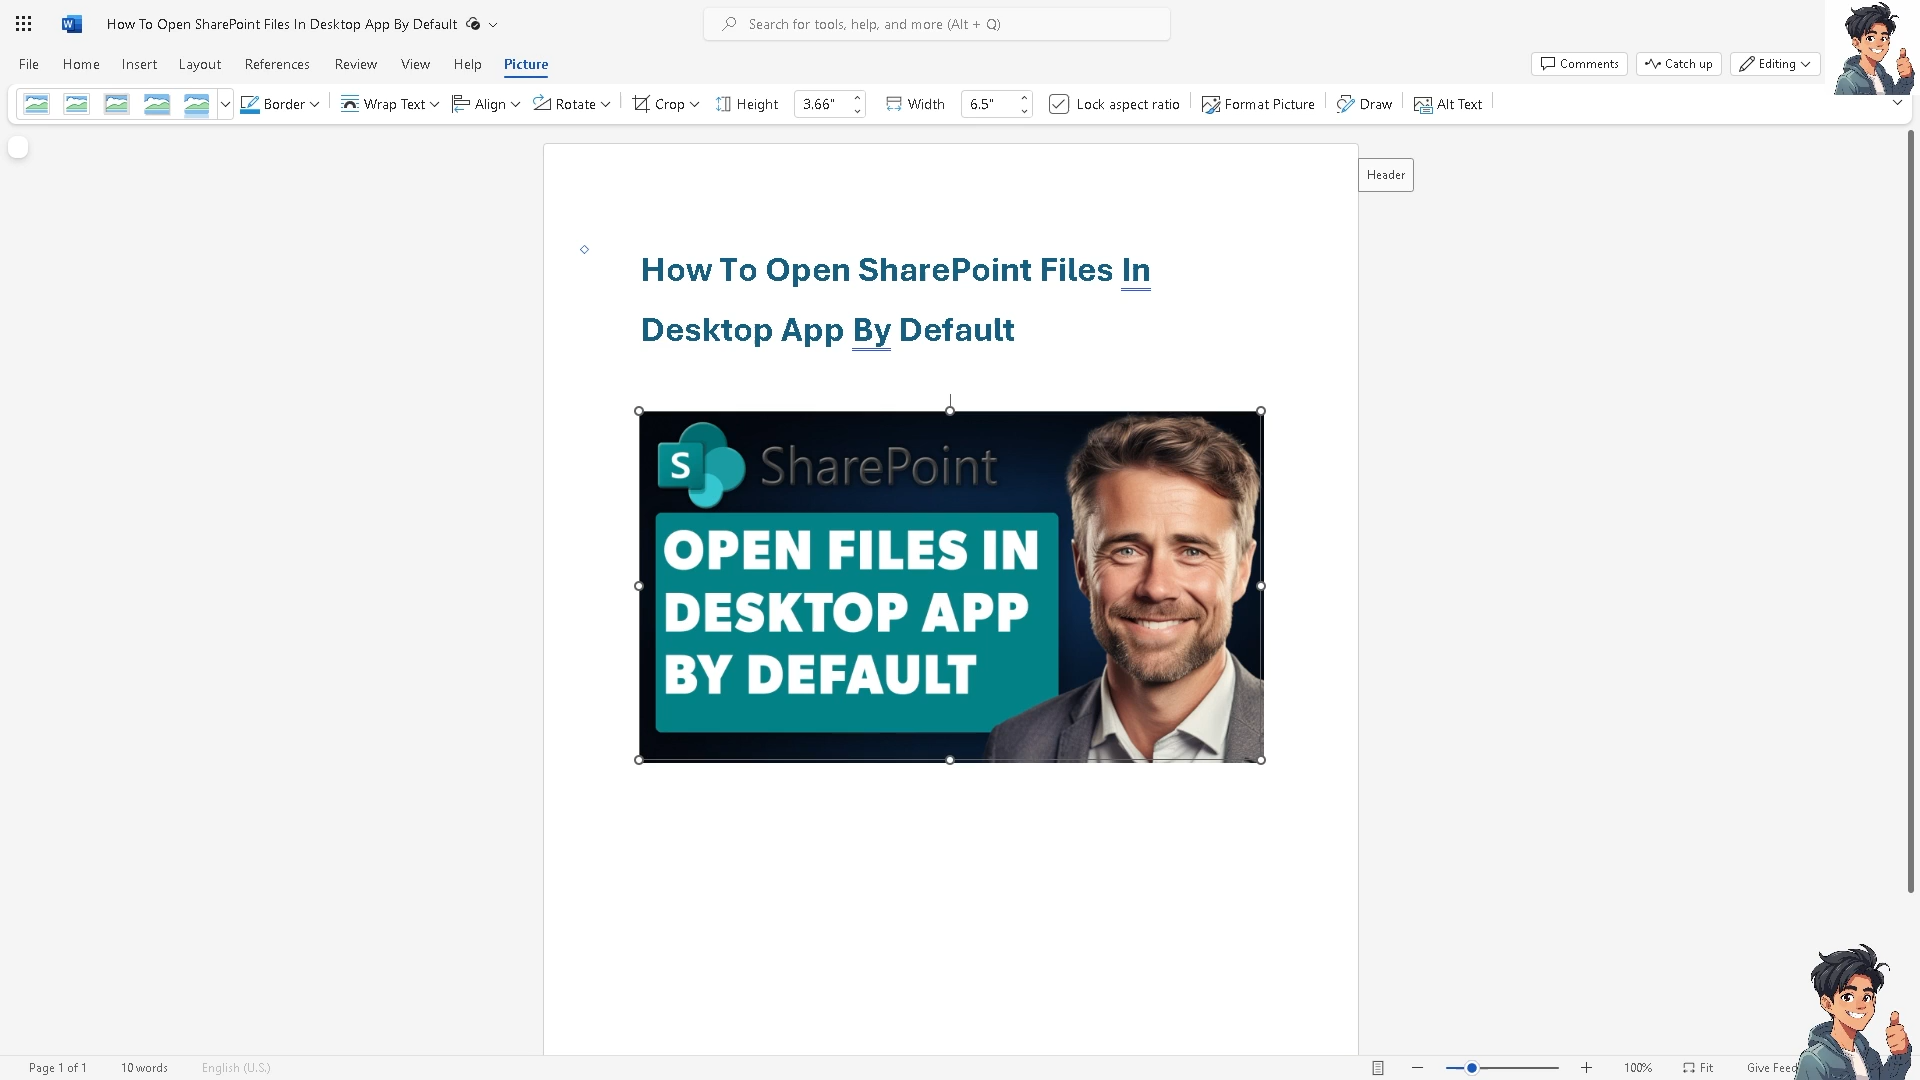 How To Open SharePoint Files In Desktop App By Default
Search for tools, help, and more (Alt + Q)
File Home Insert Layout References Review View Help Picture
Comments Catch up Editing
Border Wrap Text Align Rotate Crop Height 3.66" Width 6.5" Lock aspect ratio Format Picture Draw Alt Text
Header
How To Open SharePoint Files In
Desktop App By Default
S SharePoint
OPEN FILES IN
DESKTOP APP
BY DEFAULT
Page 1 of 1 10 words English (U.S.) 100% Fit Give Feed